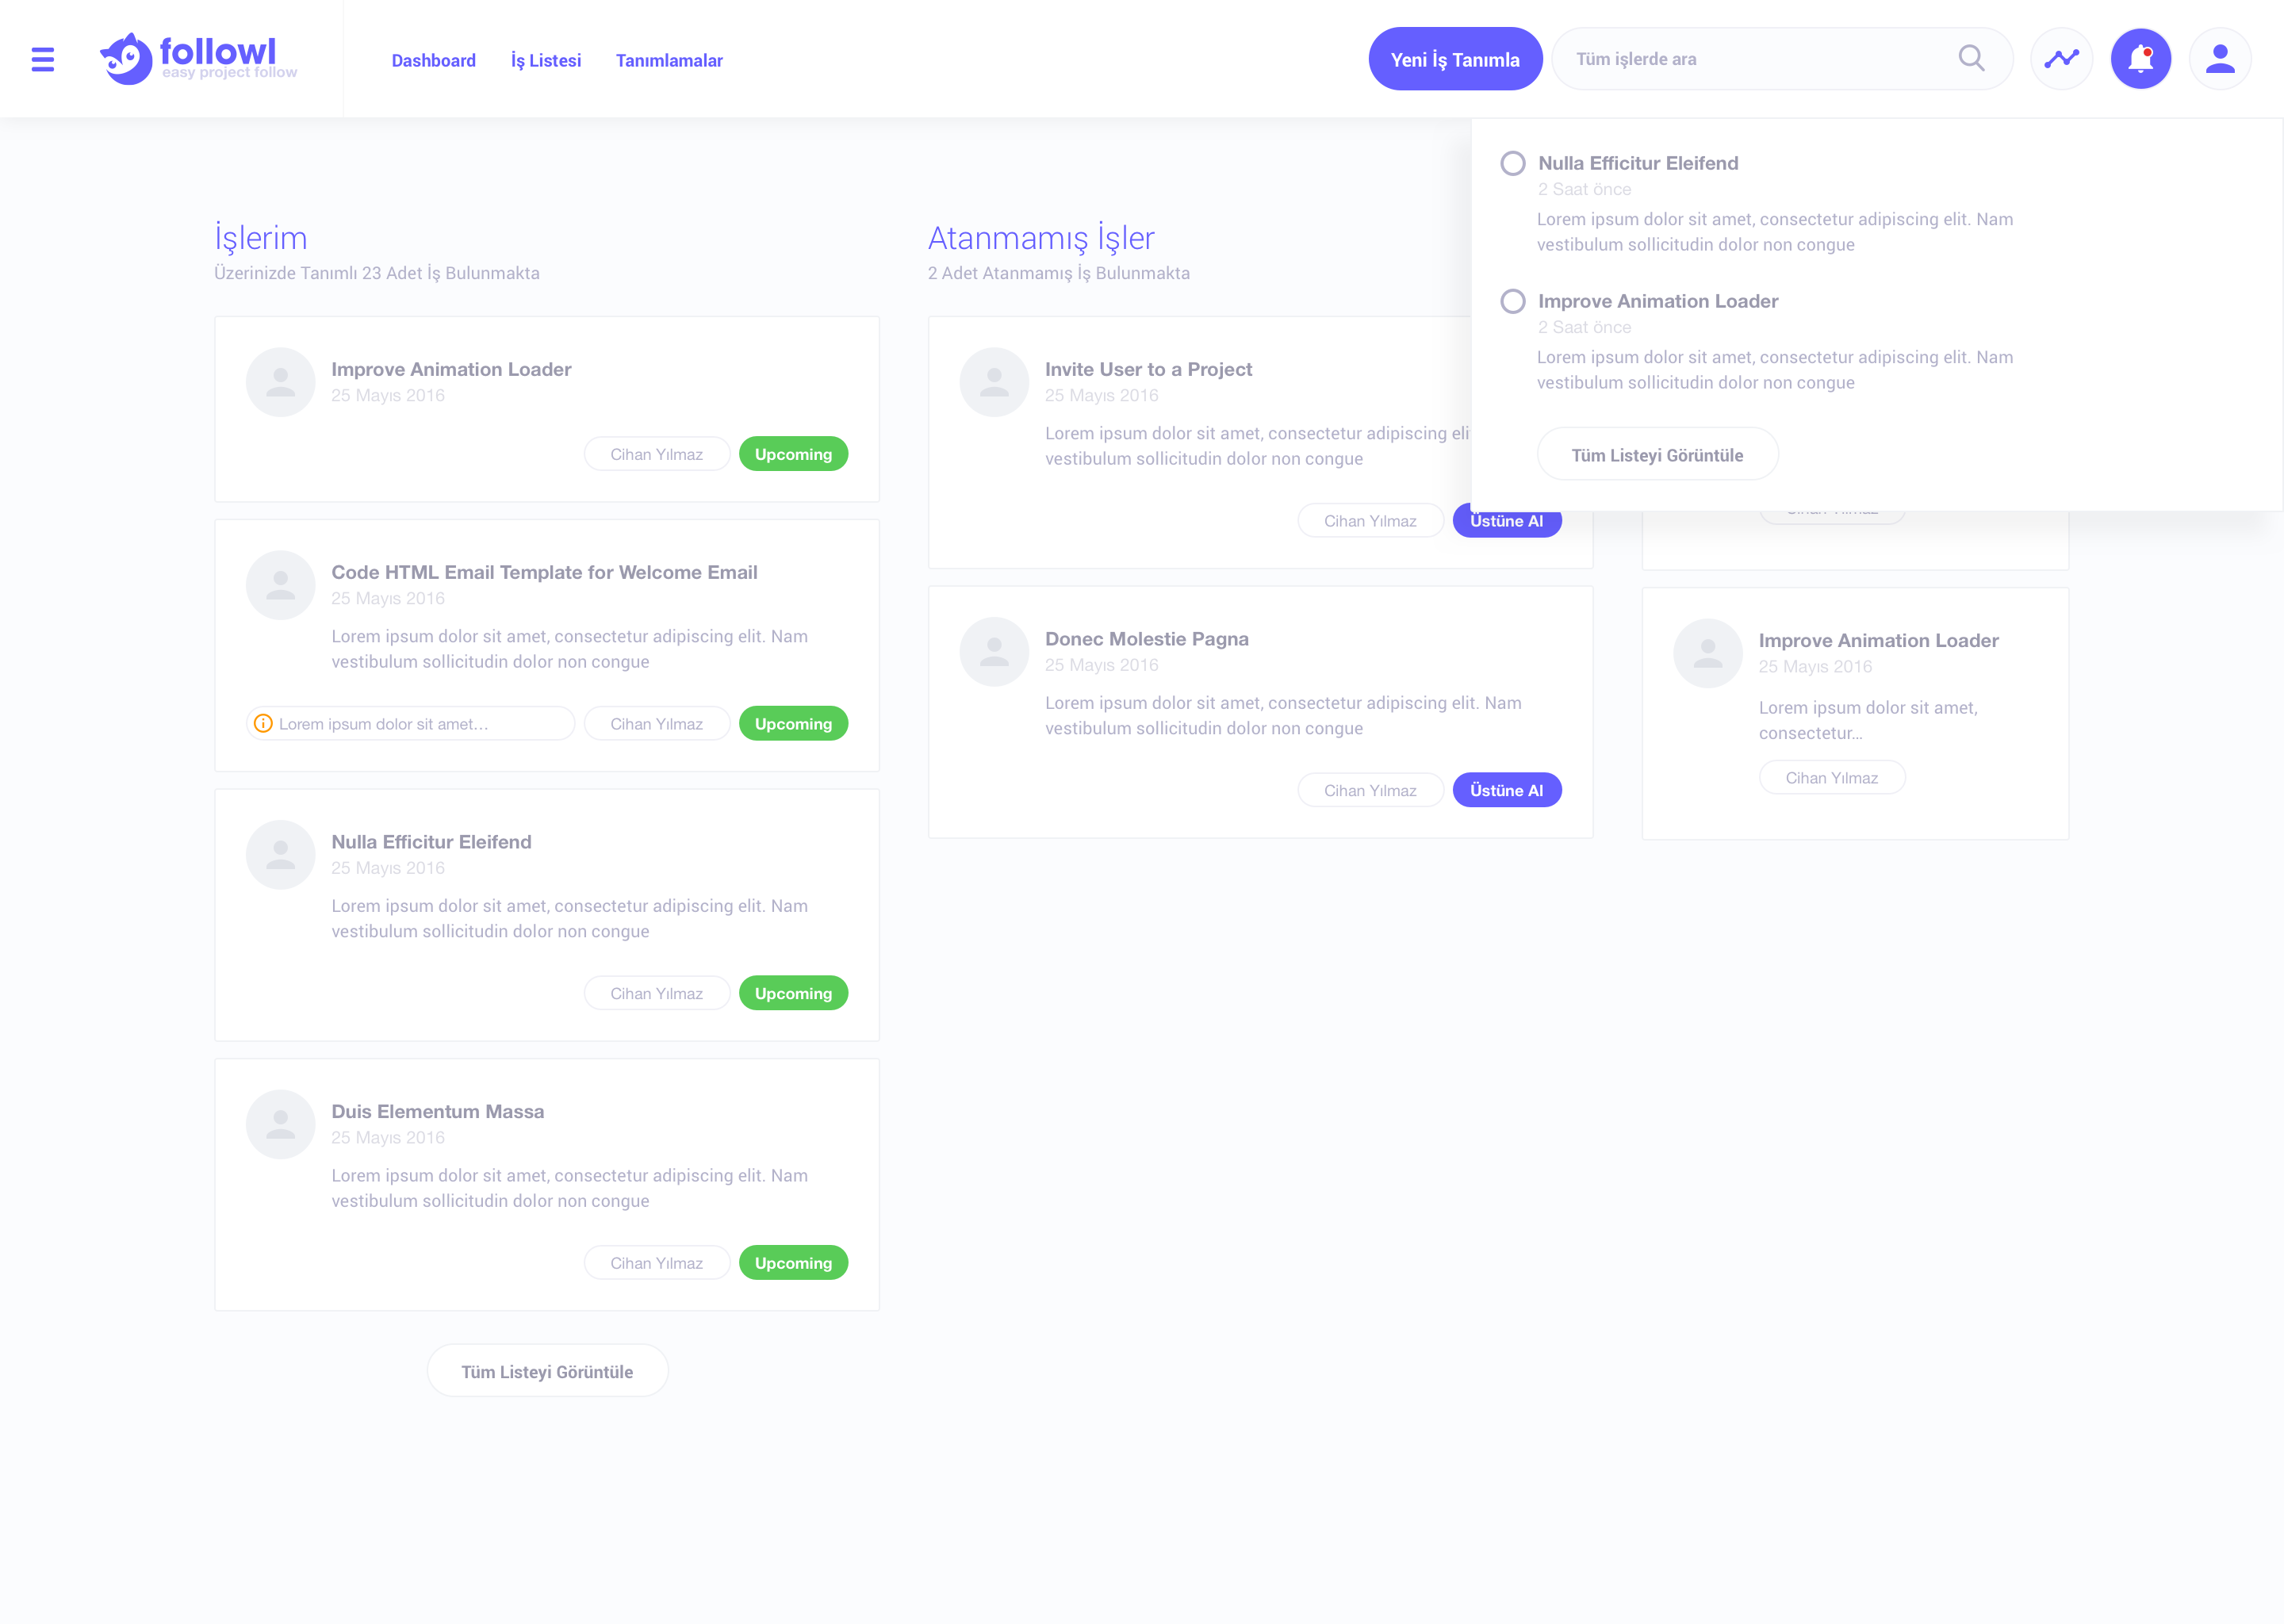 followl
easy project follow
Dashboard
İş Listesi
Tanımlamalar
Yeni İş Tanımla
Tüm işlerde ara
Nulla Efficitur Eleifend
2 Saat önce
Lorem ipsum dolor sit amet, consectetur adipiscing elit. Nam
vestibulum sollicitudin dolor non congue
Improve Animation Loader
2 Saat önce
Lorem ipsum dolor sit amet, consectetur adipiscing elit. Nam
vestibulum sollicitudin dolor non congue
Tüm Listeyi Görüntüle
İşlerim
Üzerinizde Tanımlı 23 Adet İş Bulunmakta
Improve Animation Loader
25 Mayıs 2016
Cihan Yılmaz
Upcoming
Code HTML Email Template for Welcome Email
25 Mayıs 2016
Lorem ipsum dolor sit amet, consectetur adipiscing elit. Nam
vestibulum sollicitudin dolor non congue
Lorem ipsum dolor sit amet...
Cihan Yılmaz
Upcoming
Nulla Efficitur Eleifend
25 Mayıs 2016
Lorem ipsum dolor sit amet, consectetur adipiscing elit. Nam
vestibulum sollicitudin dolor non congue
Cihan Yılmaz
Upcoming
Duis Elementum Massa
25 Mayıs 2016
Lorem ipsum dolor sit amet, consectetur adipiscing elit. Nam
vestibulum sollicitudin dolor non congue
Cihan Yılmaz
Upcoming
Tüm Listeyi Görüntüle
Atanmamış İşler
2 Adet Atanmamış İş Bulunmakta
Invite User to a Project
25 Mayıs 2016
Lorem ipsum dolor sit amet, consectetur adipiscing
vestibulum sollicitudin dolor non congue
Cihan Yılmaz
Üstüne Al
Donec Molestie Pagna
25 Mayıs 2016
Lorem ipsum dolor sit amet, consectetur adipiscing elit. Nam
vestibulum sollicitudin dolor non congue
Cihan Yılmaz
Üstüne Al
Improve Animation Loader
25 Mayıs 2016
Lorem ipsum dolor sit amet,
consectetur...
Cihan Yılmaz